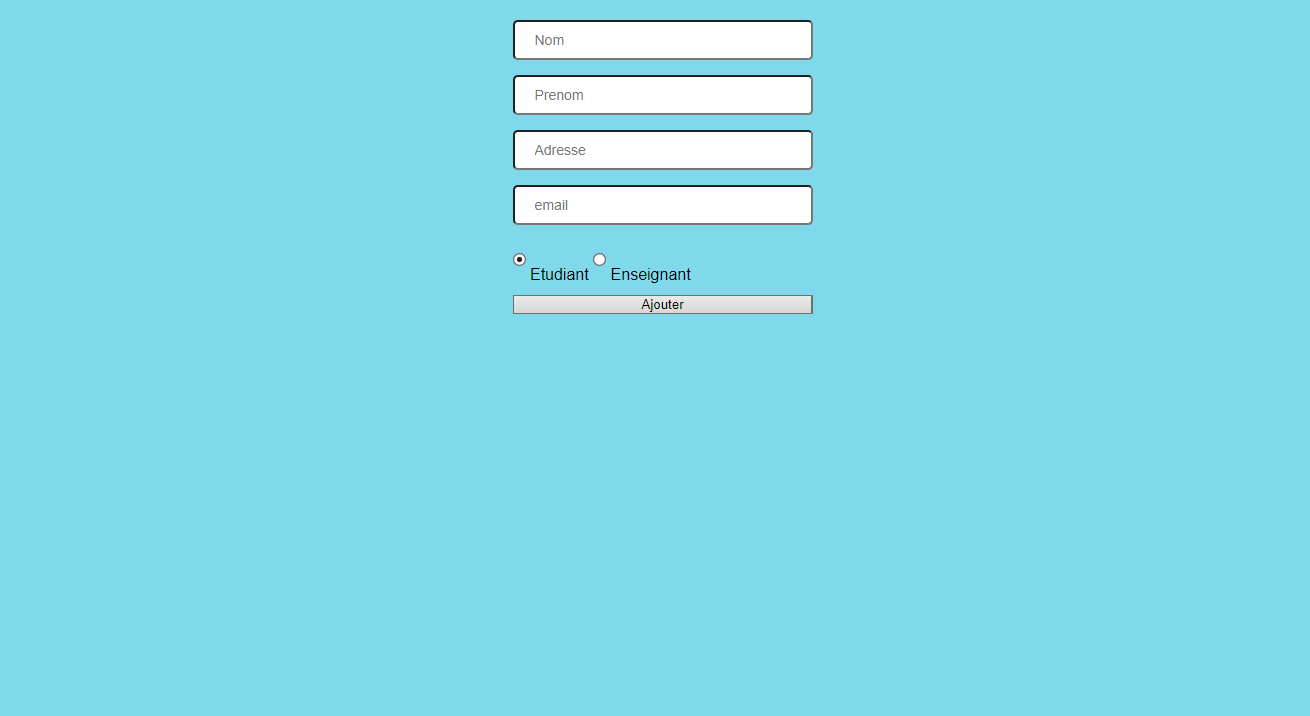 Nom
Prenom
Adresse
email
Etudiant Enseignant
Ajouter